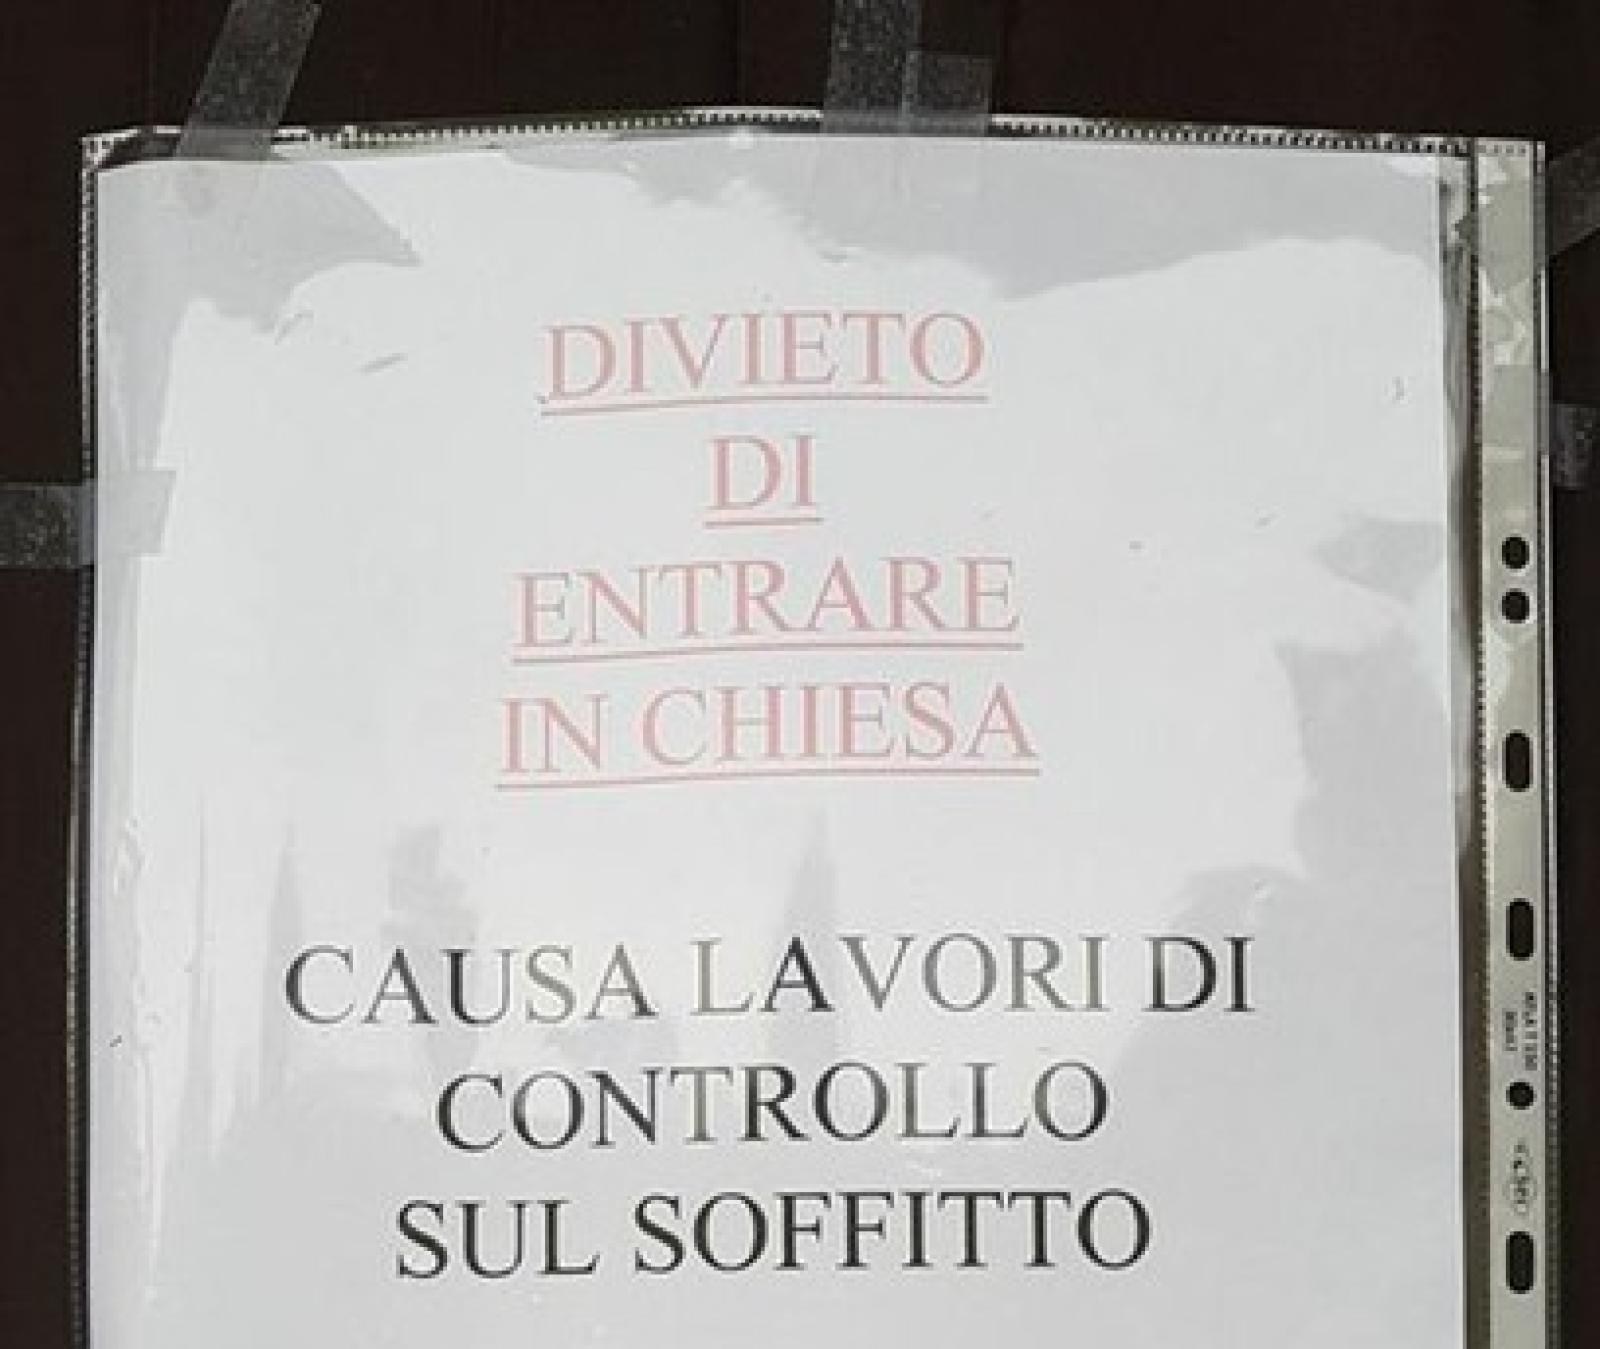 DIVIETO
DI
ENTRARE
IN CHIESA
CAUSA LAVORI DI
CONTROLLO
SUL SOFFITTO